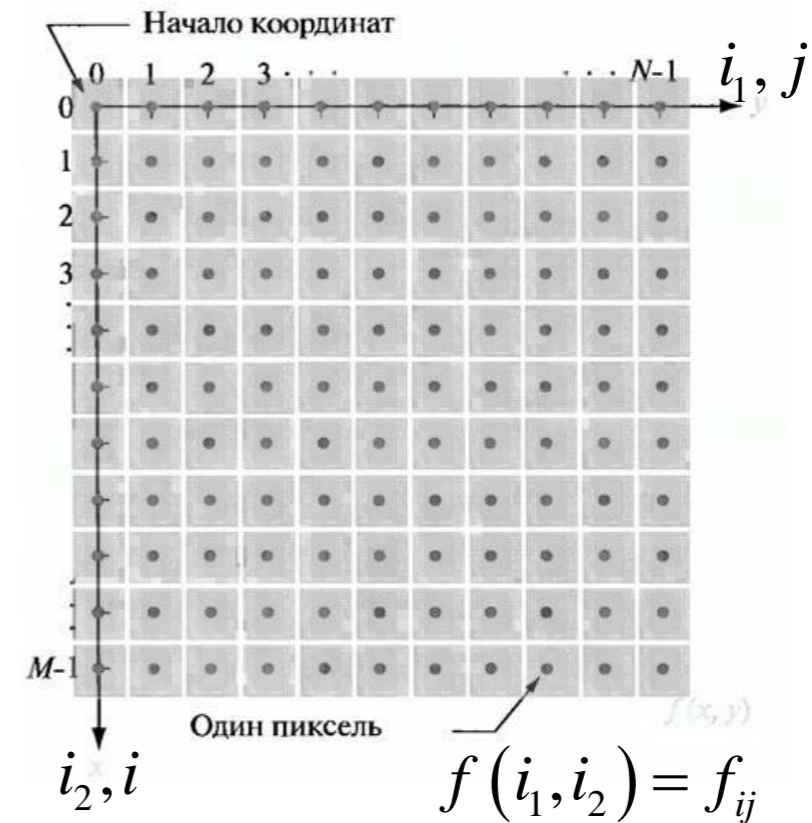 Начало координат
0 1 2 3 · · · · · · N-1 i₁, j
y
0
1
2
3
M-1
Один пиксель
f(x, y)
x
i₂, i
f(i₁, i₂) = f_ij